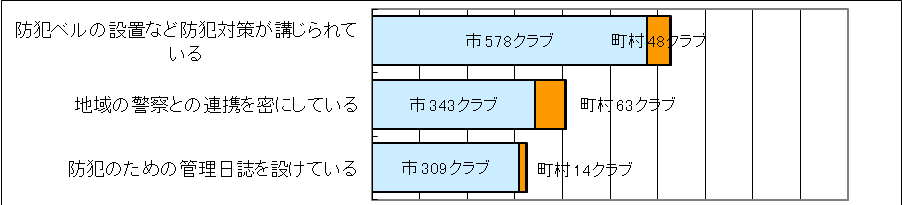 防犯ベルの設置など防犯対策が講じられて
いる
市578クラブ
町村48クラブ
地域の警察との連携を密にしている
市343クラブ
町村63クラブ
防犯のための管理日誌を設けている
市309クラブ
町村14クラブ